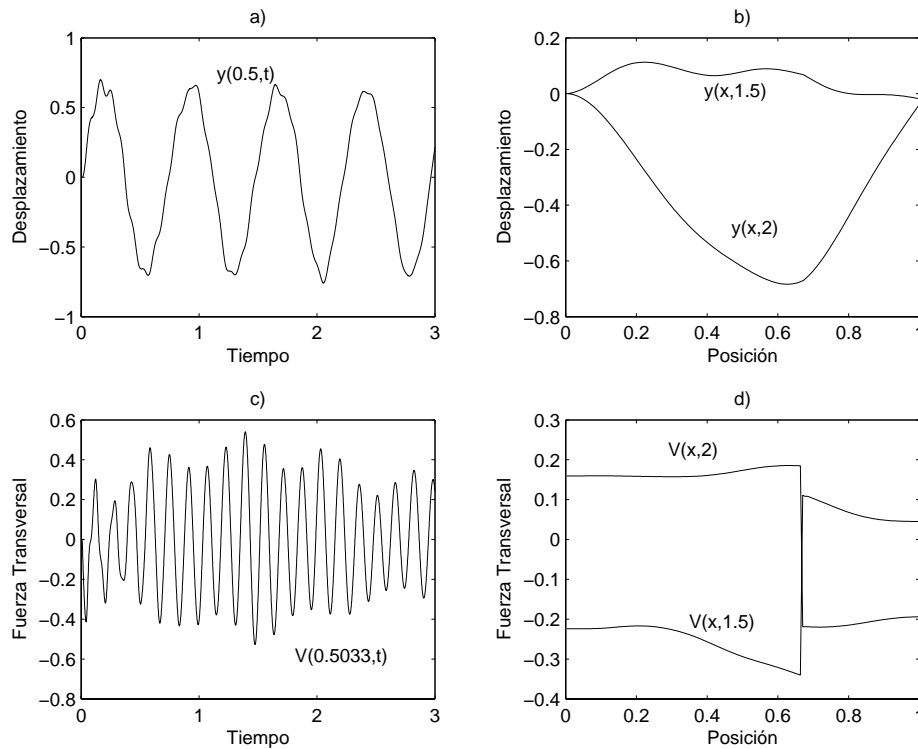 a)
1
0.5
0
−0.5
−1
Desplazamiento
y(0.5,t)
0
1
2
3
Tiempo
b)
0.2
0
−0.2
−0.4
−0.6
−0.8
Desplazamiento
y(x,1.5)
y(x,2)
0
0.2
0.4
0.6
0.8
1
Posición
c)
0.6
0.4
0.2
0
−0.2
−0.4
−0.6
−0.8
Fuerza Transversal
V(0.5033,t)
0
1
2
3
Tiempo
d)
0.3
0.2
0.1
0
−0.1
−0.2
−0.3
−0.4
Fuerza Transversal
V(x,2)
V(x,1.5)
0
0.2
0.4
0.6
0.8
1
Posición